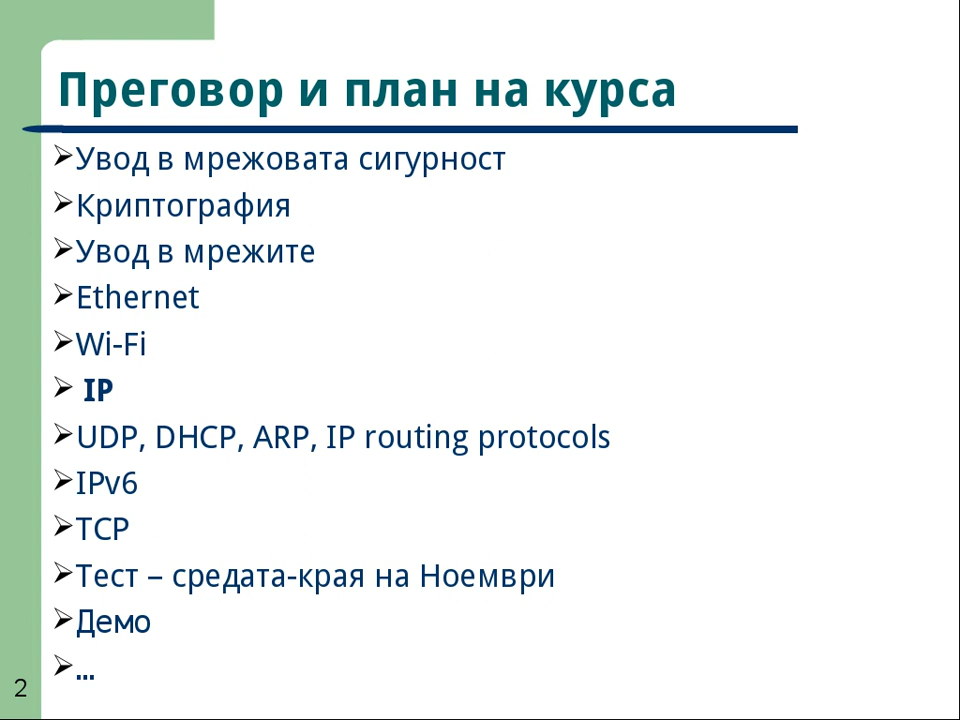 Преговор и план на курса
➢Увод в мрежовата сигурност
➢Криптография
➢Увод в мрежите
➢Ethernet
➢Wi-Fi
➢ IP
➢UDP, DHCP, ARP, IP routing protocols
➢IPv6
➢TCP
➢Тест – средата-края на Ноември
➢Демо
➢...
2